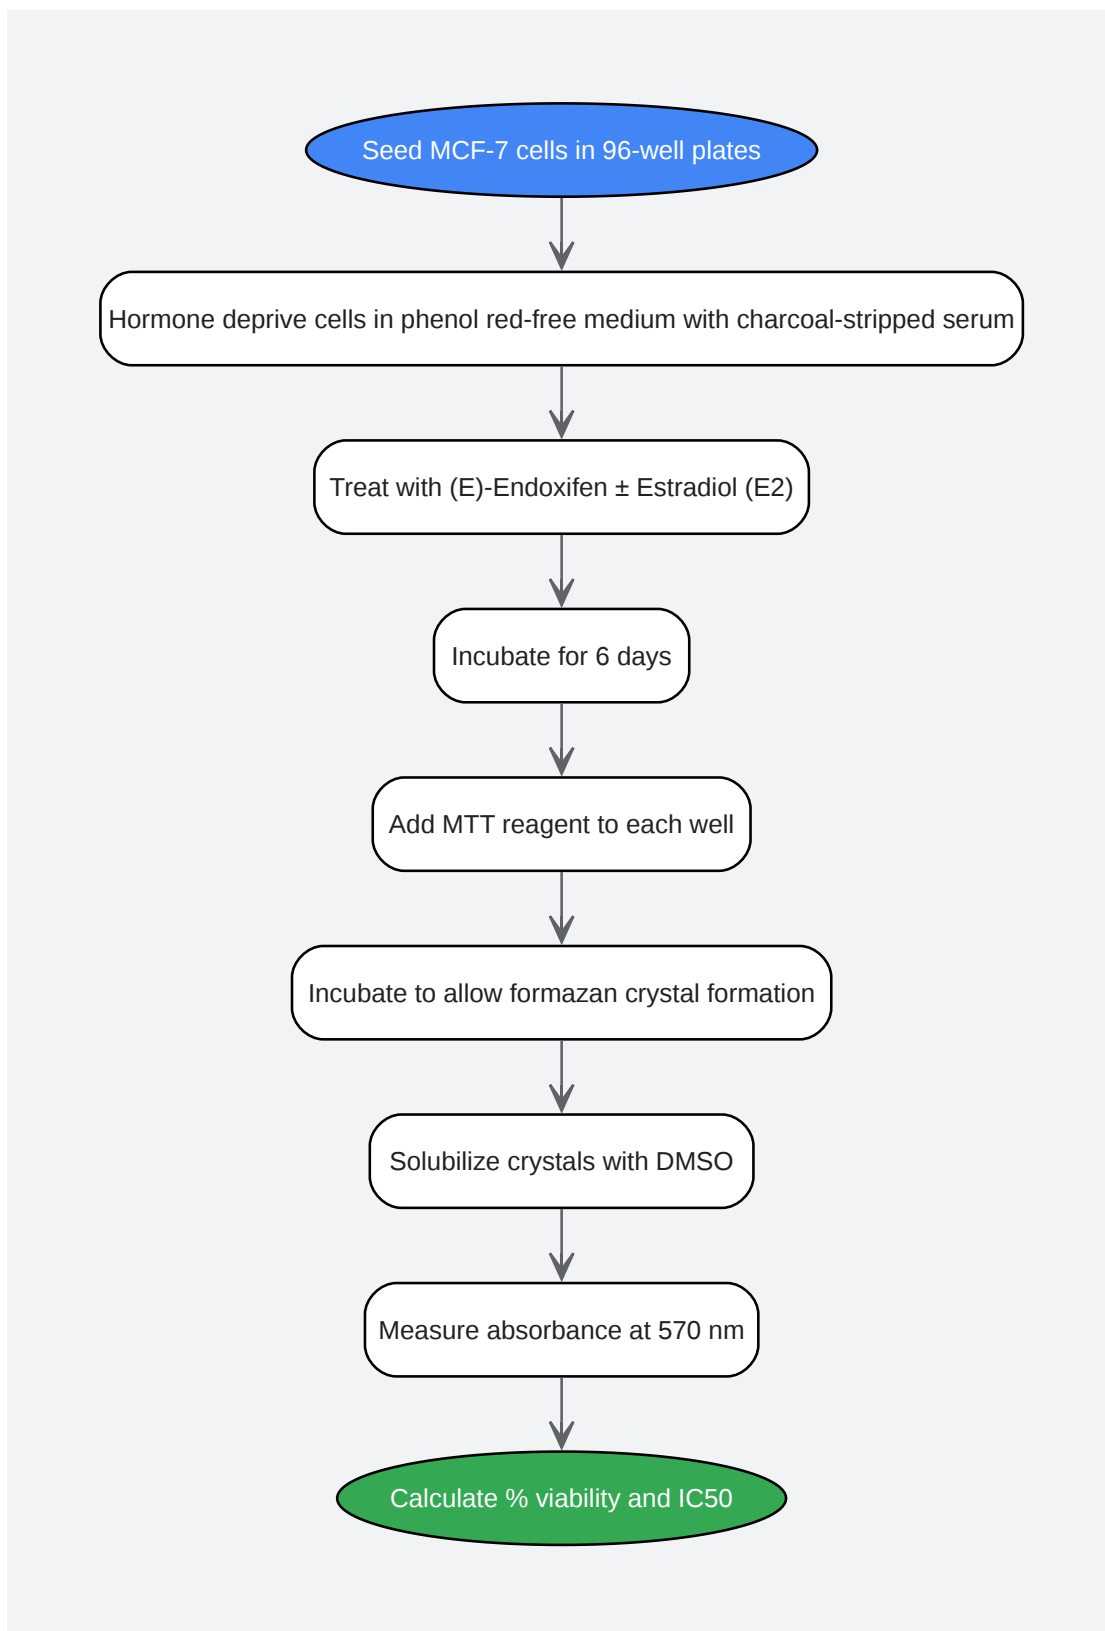 Seed MCF-7 cells in 96-well plates
Hormone deprive cells in phenol red-free medium with charcoal-stripped serum
Treat with (E)-Endoxifen ± Estradiol (E2)
Incubate for 6 days
Add MTT reagent to each well
Incubate to allow formazan crystal formation
Solubilize crystals with DMSO
Measure absorbance at 570 nm
Calculate % viability and IC50